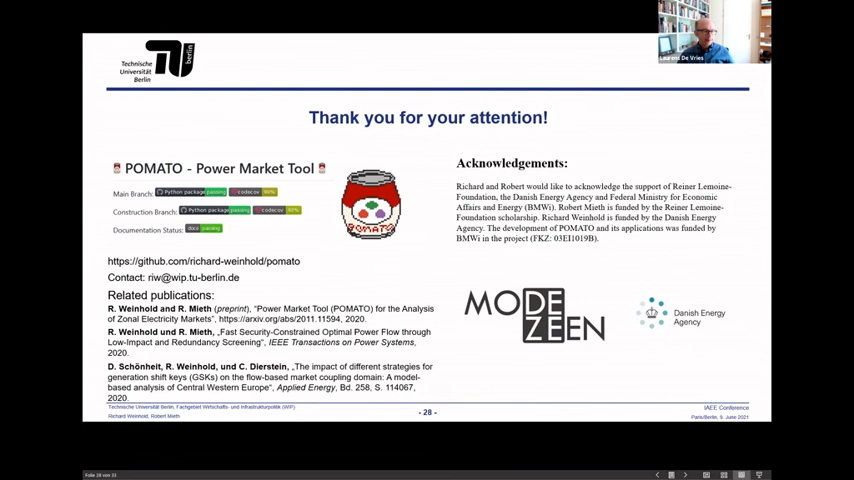 Technische
Universität
Berlin
berlin
Laurens De Vries
Thank you for your attention!
POMATO - Power Market Tool
Main Branch: Python package passing codecov
Construction Branch: Python package passing codecov
Documentation Status: docs passing
POMATO
https://github.com/richard-weinhold/pomato
Contact: riw@wip.tu-berlin.de
Related publications:
R. Weinhold and R. Mieth (preprint), "Power Market Tool (POMATO) for the Analysis
of Zonal Electricity Markets", https://arxiv.org/abs/2011.11594, 2020.
R. Weinhold und R. Mieth, „Fast Security-Constrained Optimal Power Flow through
Low-Impact and Redundancy Screening", IEEE Transactions on Power Systems,
2020.
D. Schönheit, R. Weinhold, und C. Dierstein, „The impact of different strategies for
generation shift keys (GSKs) on the flow-based market coupling domain: A model-
based analysis of Central Western Europe", Applied Energy, Bd. 258, S. 114067,
2020.
Acknowledgements:
Richard and Robert would like to acknowledge the support of Reiner Lemoine-
Foundation, the Danish Energy Agency and Federal Ministry for Economic
Affairs and Energy (BMWi). Robert Mieth is funded by the Reiner Lemoine-
Foundation scholarship. Richard Weinhold is funded by the Danish Energy
Agency. The development of POMATO and its applications was funded by
BMWi in the project (FKZ: 03EI1019B).
MODEZEEN
Danish Energy
Agency
Technische Universität Berlin, Fachgebiet Wirtschafts- und Infrastrukturpolitik (WIP)
Richard Weinhold, Robert Mieth
- 28 -
IAEE Conference
Paris/Berlin, 9. June 2021
Folie 28 von 33